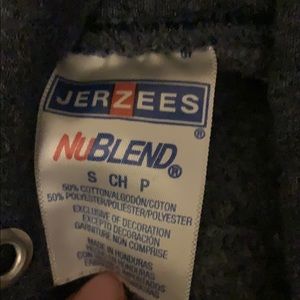 JERZEES®
NUBLEND®
S CH P
50% COTTON/ALGODÓN/COTON
50% POLYESTER/POLIESTER/POLYESTER
EXCLUSIVE OF DECORATION
EXCEPTO DECORACIÓN
GARNITURE NON COMPRISE
MADE IN HONDURAS